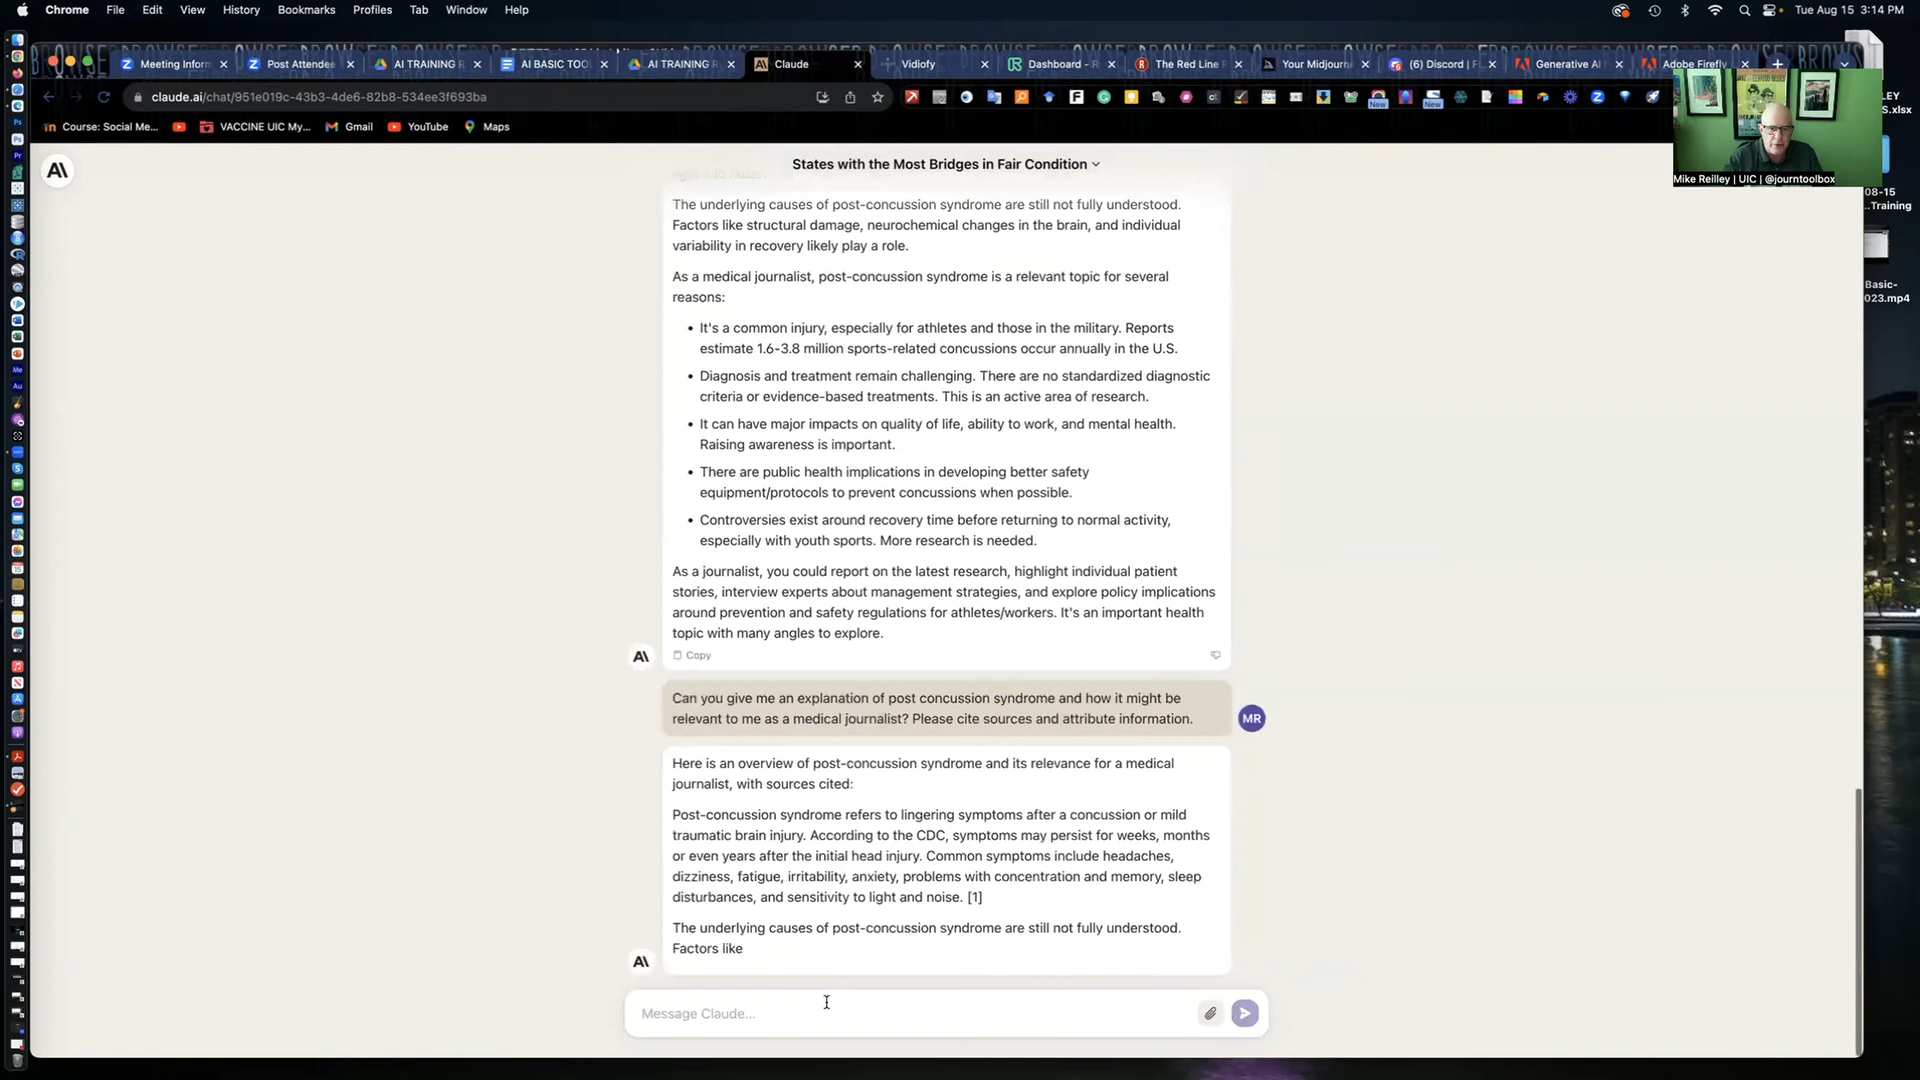 Chrome File Edit View History Bookmarks Profiles Tab Window Help Tue Aug 15 3:14 PM
Meeting Inforn Post Attendee AI TRAINING R AI BASIC TOO AI TRAINING R Claude Vidiofy Dashboard - R The Red Line F Your Midjourne (6) Discord | F Generative AI Adobe Firefly
claude.ai/chat/951e019c-43b3-4de6-82b8-534ee3f693ba
New New
Course: Social Me... VACCINE UIC My... Gmail YouTube Maps
Mike Reilley | UIC | @journtoolbox
States with the Most Bridges in Fair Condition
The underlying causes of post-concussion syndrome are still not fully understood.
Factors like structural damage, neurochemical changes in the brain, and individual
variability in recovery likely play a role.
As a medical journalist, post-concussion syndrome is a relevant topic for several
reasons:
• It's a common injury, especially for athletes and those in the military. Reports
estimate 1.6-3.8 million sports-related concussions occur annually in the U.S.
• Diagnosis and treatment remain challenging. There are no standardized diagnostic
criteria or evidence-based treatments. This is an active area of research.
• It can have major impacts on quality of life, ability to work, and mental health.
Raising awareness is important.
• There are public health implications in developing better safety
equipment/protocols to prevent concussions when possible.
• Controversies exist around recovery time before returning to normal activity,
especially with youth sports. More research is needed.
As a journalist, you could report on the latest research, highlight individual patient
stories, interview experts about management strategies, and explore policy implications
around prevention and safety regulations for athletes/workers. It's an important health
topic with many angles to explore.
Copy
Can you give me an explanation of post concussion syndrome and how it might be
relevant to me as a medical journalist? Please cite sources and attribute information.
MR
Here is an overview of post-concussion syndrome and its relevance for a medical
journalist, with sources cited:
Post-concussion syndrome refers to lingering symptoms after a concussion or mild
traumatic brain injury. According to the CDC, symptoms may persist for weeks, months
or even years after the initial head injury. Common symptoms include headaches,
dizziness, fatigue, irritability, anxiety, problems with concentration and memory, sleep
disturbances, and sensitivity to light and noise. [1]
The underlying causes of post-concussion syndrome are still not fully understood.
Factors like
Message Claude...
S.xlsx
08-15
...Training
Basic-
023.mp4